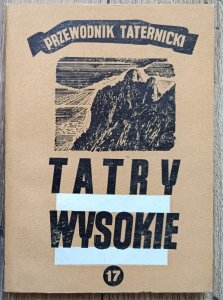 PRZEWODNIK TATERNICKI
TATRY
WYSOKIE
17